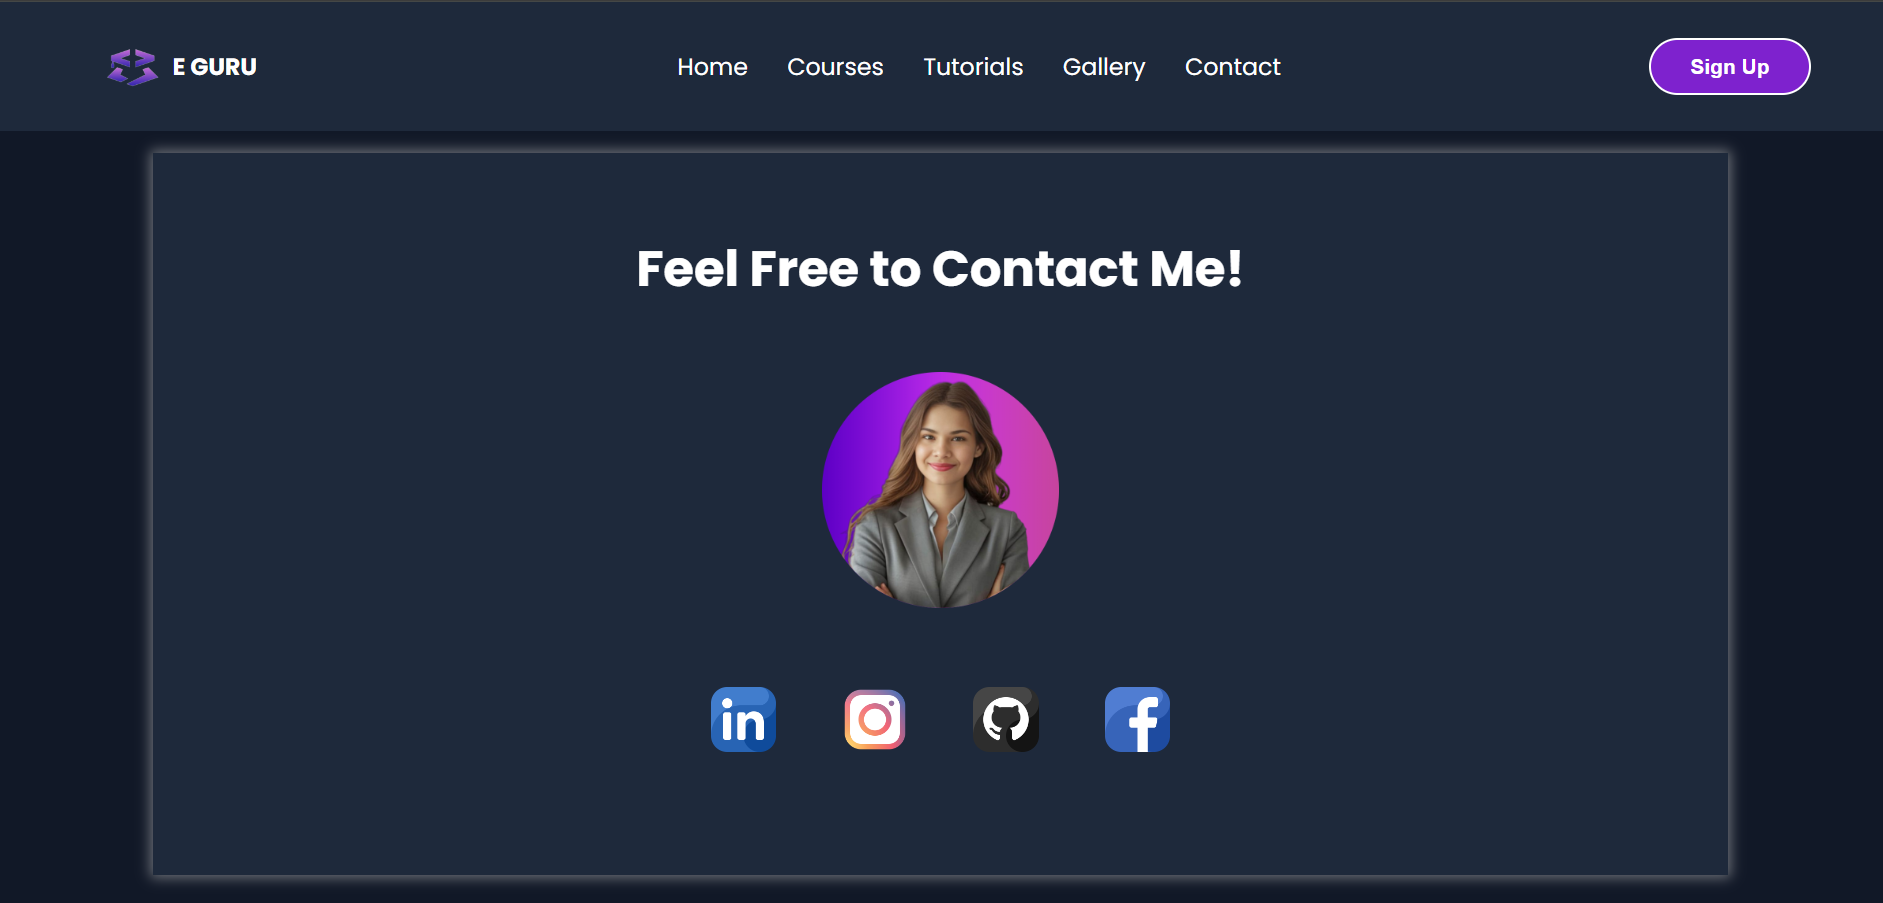 E GURU
Home Courses Tutorials Gallery Contact
Sign Up
Feel Free to Contact Me!
in
f